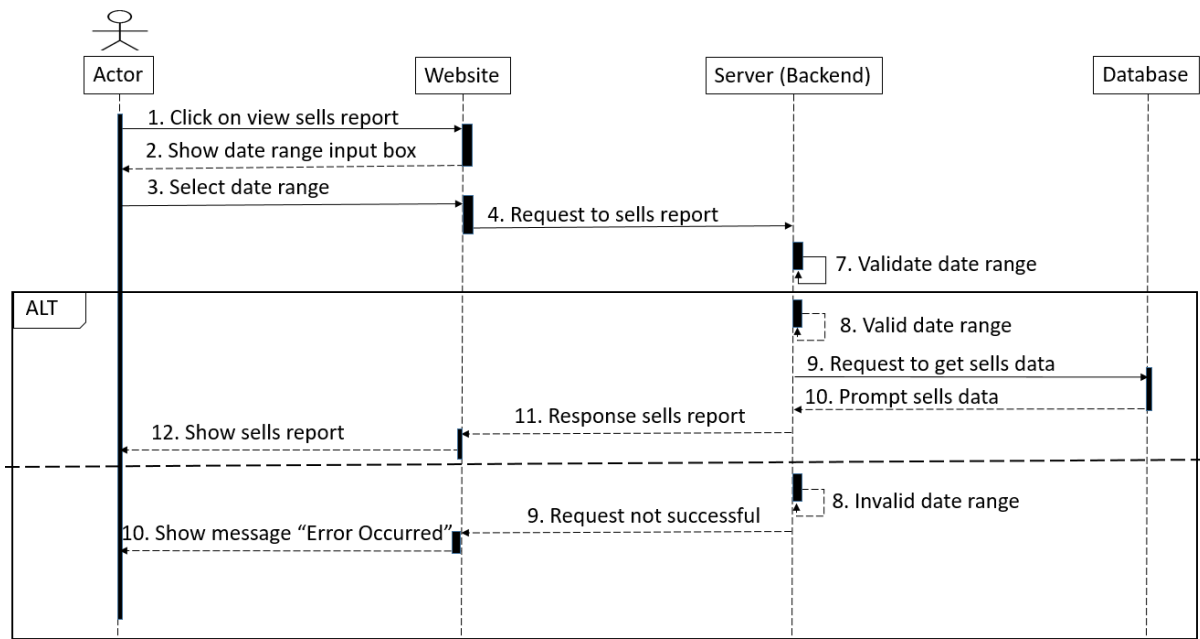 Actor
Website
Server (Backend)
Database
1. Click on view sells report
2. Show date range input box
3. Select date range
4. Request to sells report
7. Validate date range
ALT
8. Valid date range
9. Request to get sells data
10. Prompt sells data
11. Response sells report
12. Show sells report
8. Invalid date range
9. Request not successful
10. Show message “Error Occurred”